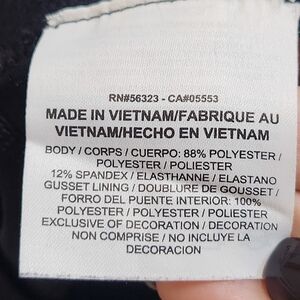 RN#56323 - CA#05553
MADE IN VIETNAM/FABRIQUE AU
VIETNAM/HECHO EN VIETNAM
BODY / CORPS / CUERPO: 88% POLYESTER /
POLYESTER / POLIESTER
12% SPANDEX / ELASTHANNE / ELASTANO
GUSSET LINING / DOUBLURE DE GOUSSET /
FORRO DEL PUENTE INTERIOR: 100%
POLYESTER / POLYESTER / POLIESTER
EXCLUSIVE OF DECORATION / DECORATION
NON COMPRISE / NO INCLUYE LA
DECORACION